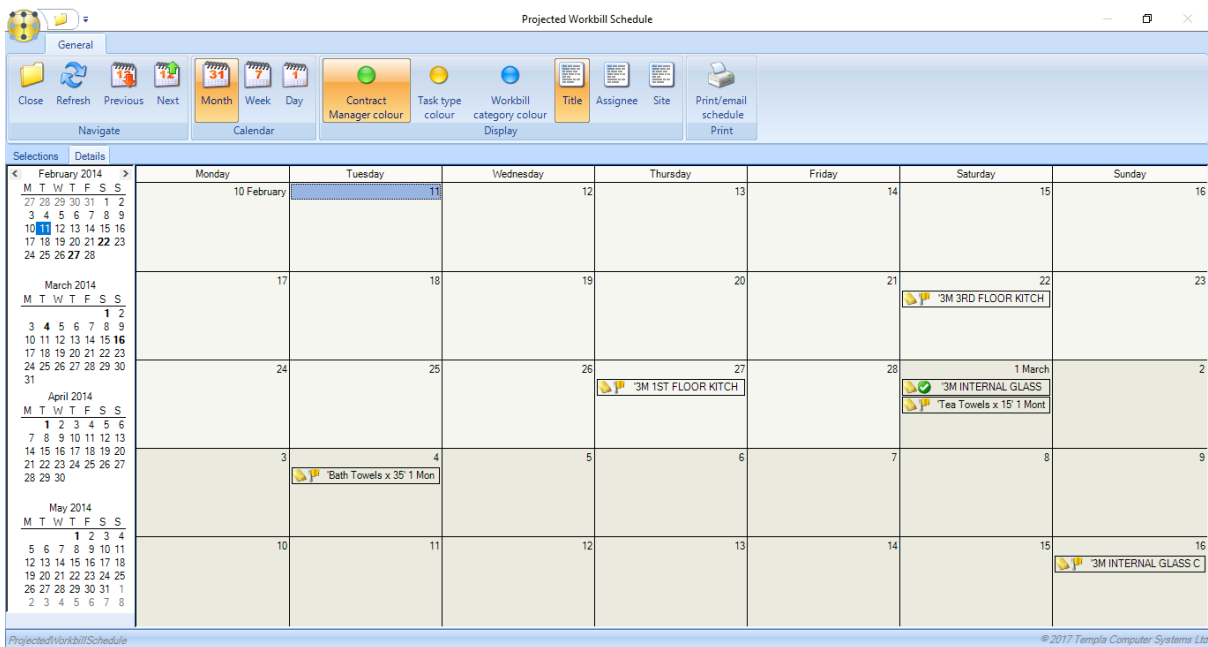 Projected Workbill Schedule
General
Close Refresh Previous Next Month Week Day Contract Manager colour Task type colour Workbill category colour Title Assignee Site Print/email schedule
Navigate Calendar Display Print
Selections Details
< February 2014 >
M T W T F S S
27 28 29 30 31 1 2
3 4 5 6 7 8 9
10 11 12 13 14 15 16
17 18 19 20 21 22 23
24 25 26 27 28
March 2014
M T W T F S S
1 2
3 4 5 6 7 8 9
10 11 12 13 14 15 16
17 18 19 20 21 22 23
24 25 26 27 28 29 30
31
April 2014
M T W T F S S
1 2 3 4 5 6
7 8 9 10 11 12 13
14 15 16 17 18 19 20
21 22 23 24 25 26 27
28 29 30
May 2014
M T W T F S S
1 2 3 4
5 6 7 8 9 10 11
12 13 14 15 16 17 18
19 20 21 22 23 24 25
26 27 28 29 30 31 1
2 3 4 5 6 7 8
Monday Tuesday Wednesday Thursday Friday Saturday Sunday
10 February 11 12 13 14 15 16
17 18 19 20 21 22 23
'3M 3RD FLOOR KITCH
24 25 26 27 28 1 March 2
'3M 1ST FLOOR KITCH '3M INTERNAL GLASS
'Tea Towels x 15' 1 Mont
3 4 5 6 7 8 9
'Bath Towels x 35' 1 Mon
10 11 12 13 14 15 16
'3M INTERNAL GLASS C
ProjectedWorkbillSchedule © 2017 Templa Computer Systems Ltd